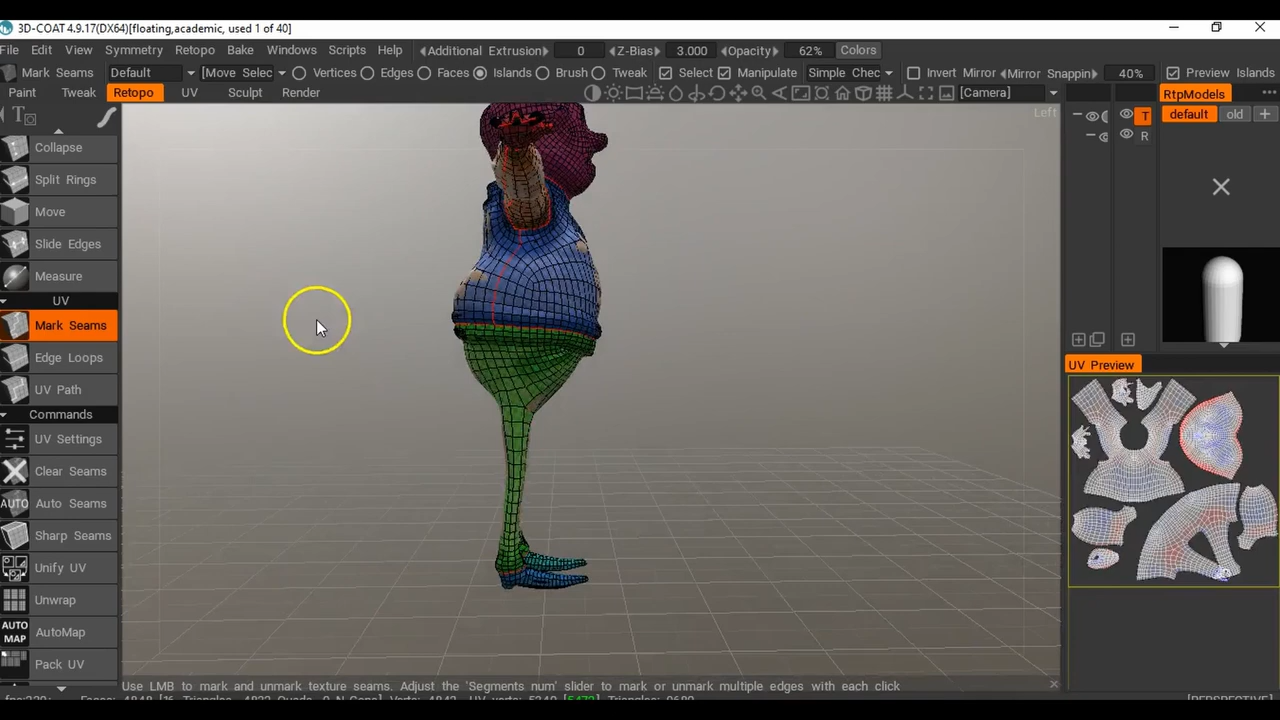 3D-COAT 4.9.17(DX64)[floating,academic, used 1 of 40]
File Edit View Symmetry Retopo Bake Windows Scripts Help Additional Extrusion 0 Z-Bias 3.000 Opacity 62% Colors
Mark Seams Default [Move Selec Vertices Edges Faces Islands Brush Tweak Select Manipulate Simple Chec Invert Mirror Mirror Snappin 40% Preview Islands
Paint Tweak Retopo UV Sculpt Render [Camera] RtpModels
Left
default old
T
R
Collapse
Split Rings
Move
Slide Edges
Measure
UV
Mark Seams
Edge Loops
UV Path
Commands
UV Settings
Clear Seams
AUTO Auto Seams
Sharp Seams
Unify UV
Unwrap
AUTO MAP AutoMap
Pack UV
UV Preview
Use LMB to mark and unmark texture seams. Adjust the 'Segments num' slider to mark or unmark multiple edges with each click